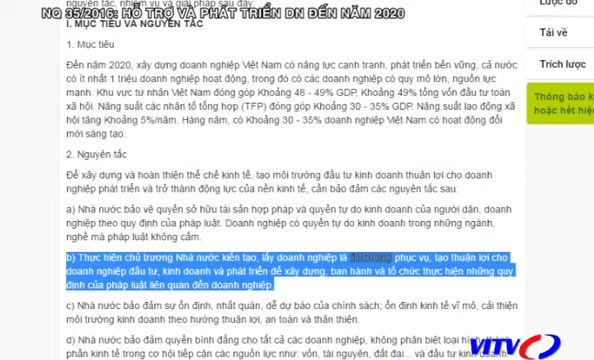 nguyên tắc, nhiệm vụ và giải pháp sau đây:
NQ 35/2016: HỖ TRỢ VÀ PHÁT TRIỂN DN ĐẾN NĂM 2020
I. MỤC TIÊU VÀ NGUYÊN TẮC
1. Mục tiêu
Đến năm 2020, xây dựng doanh nghiệp Việt Nam có năng lực cạnh tranh, phát triển bền vững, cả nước
có ít nhất 1 triệu doanh nghiệp hoạt động, trong đó có các doanh nghiệp có quy mô lớn, nguồn lực
mạnh. Khu vực tư nhân Việt Nam đóng góp Khoảng 48 - 49% GDP, Khoảng 49% tổng vốn đầu tư toàn
xã hội. Năng suất các nhân tố tổng hợp (TFP) đóng góp Khoảng 30 - 35% GDP. Năng suất lao động xã
hội tăng Khoảng 5%/năm. Hàng năm, có Khoảng 30 - 35% doanh nghiệp Việt Nam có hoạt động đổi
mới sáng tạo.
2. Nguyên tắc
Để xây dựng và hoàn thiện thể chế kinh tế, tạo môi trường đầu tư kinh doanh thuận lợi cho doanh
nghiệp phát triển và trở thành động lực của nền kinh tế, cần bảo đảm các nguyên tắc sau:
a) Nhà nước bảo vệ quyền sở hữu tài sản hợp pháp và quyền tự do kinh doanh của người dân, doanh
nghiệp theo quy định của pháp luật. Doanh nghiệp có quyền tự do kinh doanh trong những ngành,
nghề mà pháp luật không cấm.
b) Thực hiện chủ trương Nhà nước kiến tạo, lấy doanh nghiệp là đối tượng phục vụ, tạo thuận lợi cho
doanh nghiệp đầu tư, kinh doanh và phát triển để xây dựng, ban hành và tổ chức thực hiện những quy
định của pháp luật liên quan đến doanh nghiệp.
c) Nhà nước bảo đảm sự ổn định, nhất quán, dễ dự báo của chính sách; ổn định kinh tế vĩ mô, cải thiện
môi trường kinh doanh theo hướng thuận lợi, an toàn và thân thiện.
d) Nhà nước bảo đảm quyền bình đẳng cho tất cả các doanh nghiệp, không phân biệt loại hình, thành
phần kinh tế trong cơ hội tiếp cận các nguồn lực như: vốn, tài nguyên, đất đai... và đầu tư
Lược đồ
Tải về
Trích lược
Thông báo k
hoặc hết hiệ
VITV